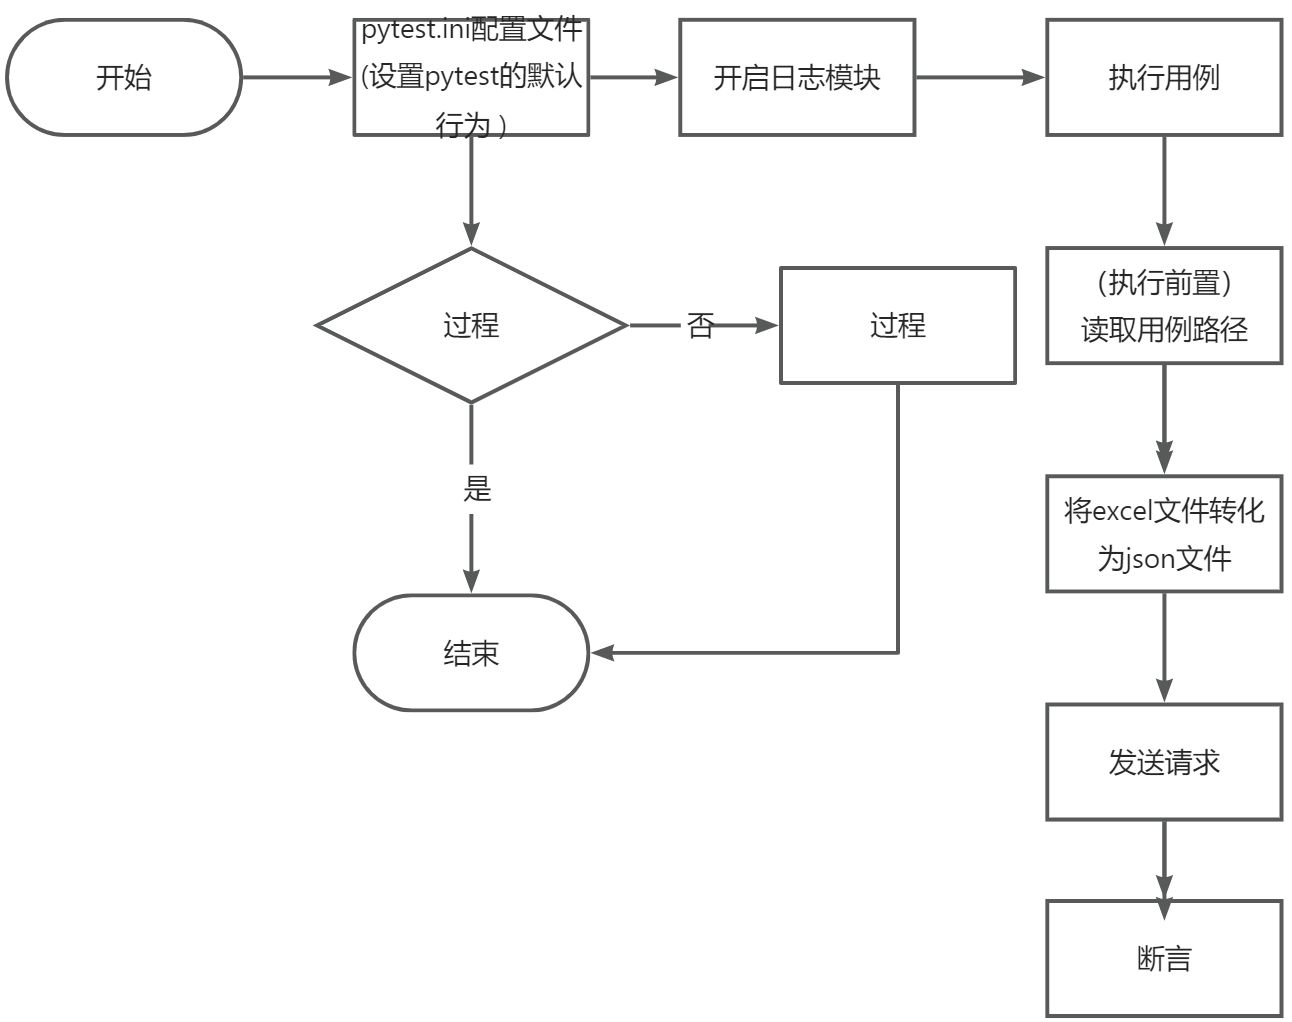 开始
pytest.ini配置文件
(设置pytest的默认
行为 )
开启日志模块
执行用例
过程
否
过程
（执行前置）
读取用例路径
是
将excel文件转化
为json文件
结束
发送请求
断言